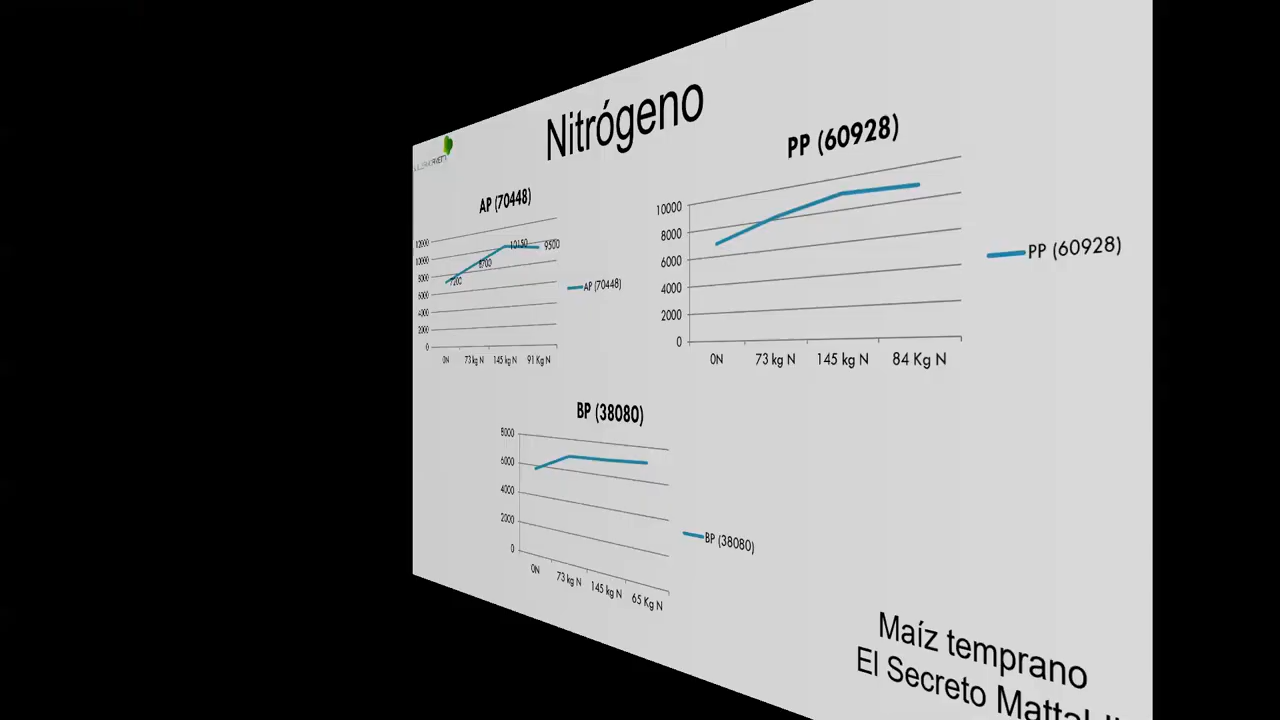 Nitrógeno
AP (70448)
12000
10000
8000
6000
4000
2000
0
7200
8700
10150
9500
0N
73 kg N
145 kg N
91 Kg N
AP (70448)
PP (60928)
10000
8000
6000
4000
2000
0
0N
73 kg N
145 kg N
84 Kg N
PP (60928)
BP (38080)
8000
6000
4000
2000
0
0N
73 kg N
145 kg N
65 Kg N
BP (38080)
Maíz temprano
El Secreto